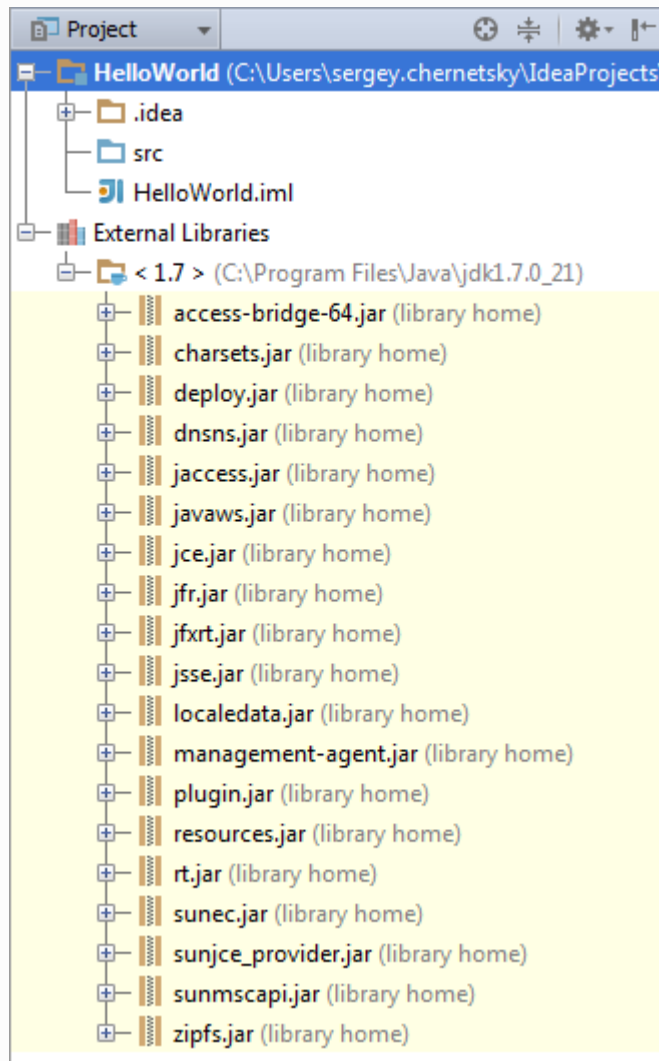 Project
HelloWorld (C:\Users\sergey.chernetsky\IdeaProjects\
.idea
src
HelloWorld.iml
External Libraries
< 1.7 > (C:\Program Files\Java\jdk1.7.0_21)
access-bridge-64.jar (library home)
charsets.jar (library home)
deploy.jar (library home)
dnsns.jar (library home)
jaccess.jar (library home)
javaws.jar (library home)
jce.jar (library home)
jfr.jar (library home)
jfxrt.jar (library home)
jsse.jar (library home)
localedata.jar (library home)
management-agent.jar (library home)
plugin.jar (library home)
resources.jar (library home)
rt.jar (library home)
sunec.jar (library home)
sunjce_provider.jar (library home)
sunmscapi.jar (library home)
zipfs.jar (library home)